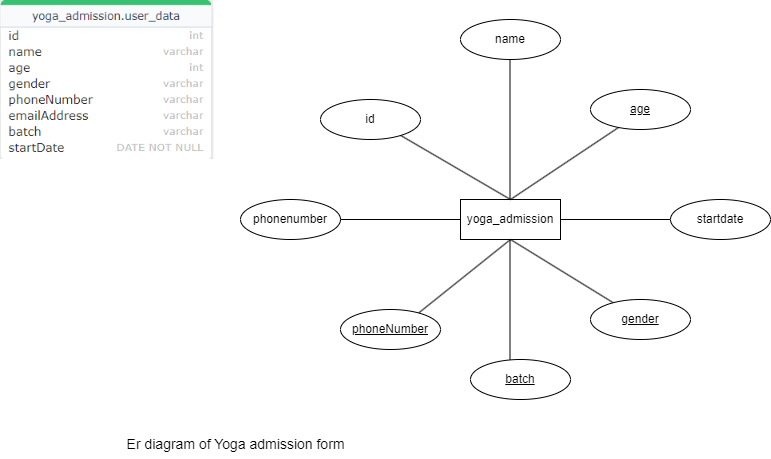 yoga_admission.user_data
id int
name varchar
age int
gender varchar
phoneNumber varchar
emailAddress varchar
batch varchar
startDate DATE NOT NULL
name
age
id
phonenumber
yoga_admission
startdate
phoneNumber
gender
batch
Er diagram of Yoga admission form